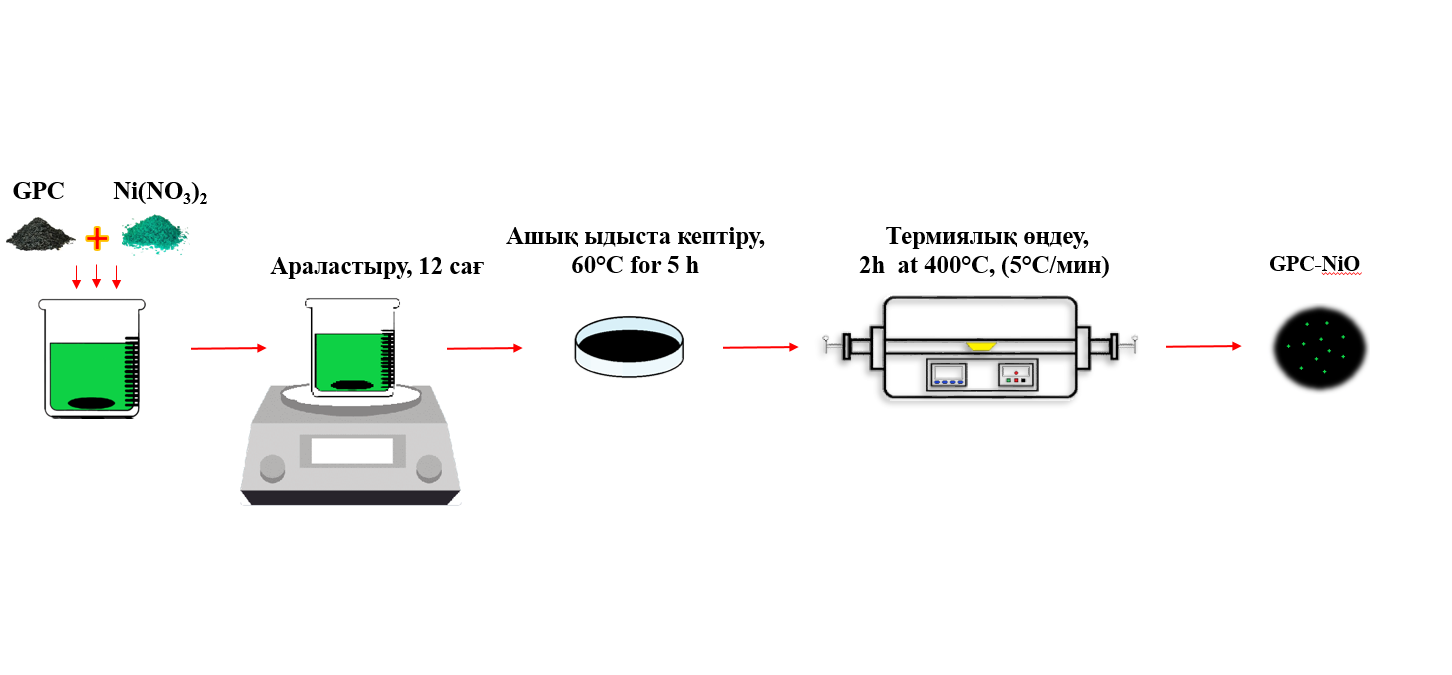 GPC
Ni(NO₃)₂
Араластыру, 12 сағ
Ашық ыдыста кептіру,
60°C for 5 h
Термиялық өңдеу,
2h at 400°C, (5°C/мин)
GPC-NiO